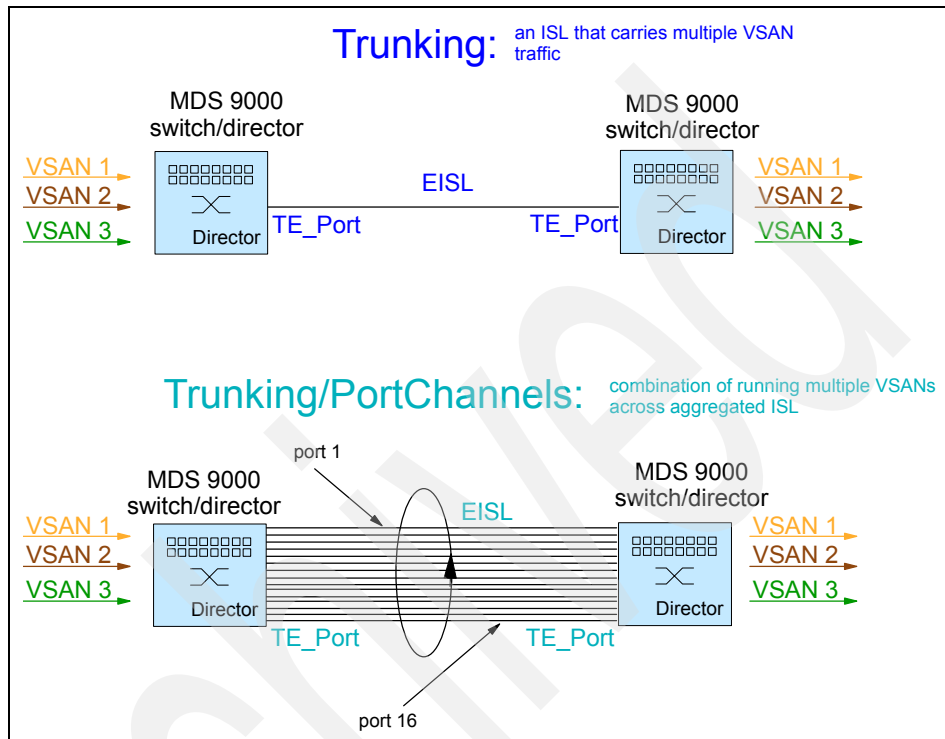 Trunking: an ISL that carries multiple VSAN
traffic
MDS 9000
switch/director
MDS 9000
switch/director
VSAN 1
VSAN 2
VSAN 3
Director
TE_Port
EISL
TE_Port
Director
VSAN 1
VSAN 2
VSAN 3
Trunking/PortChannels: combination of running multiple VSANs
across aggregated ISL
port 1
MDS 9000
switch/director
MDS 9000
switch/director
VSAN 1
VSAN 2
VSAN 3
Director
EISL
TE_Port
TE_Port
Director
VSAN 1
VSAN 2
VSAN 3
port 16